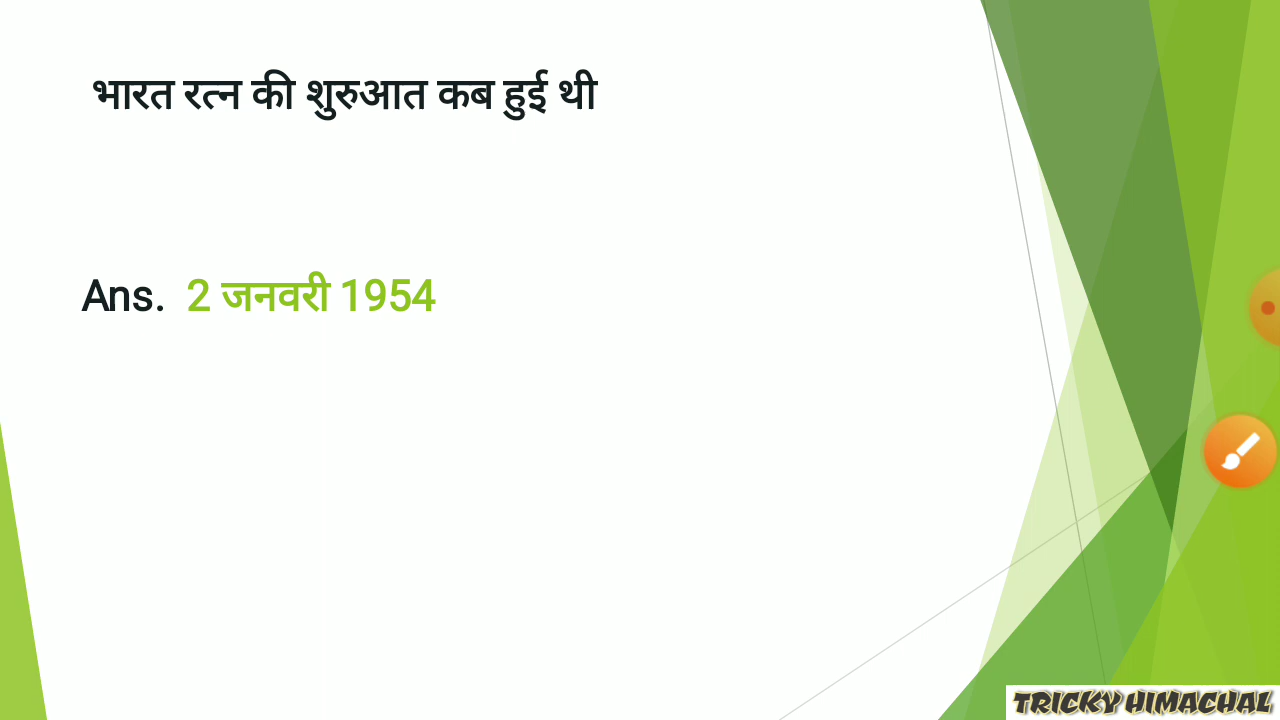 भारत रत्न की शुरुआत कब हुई थी
Ans. 2 जनवरी 1954
TRICKY HIMACHAL